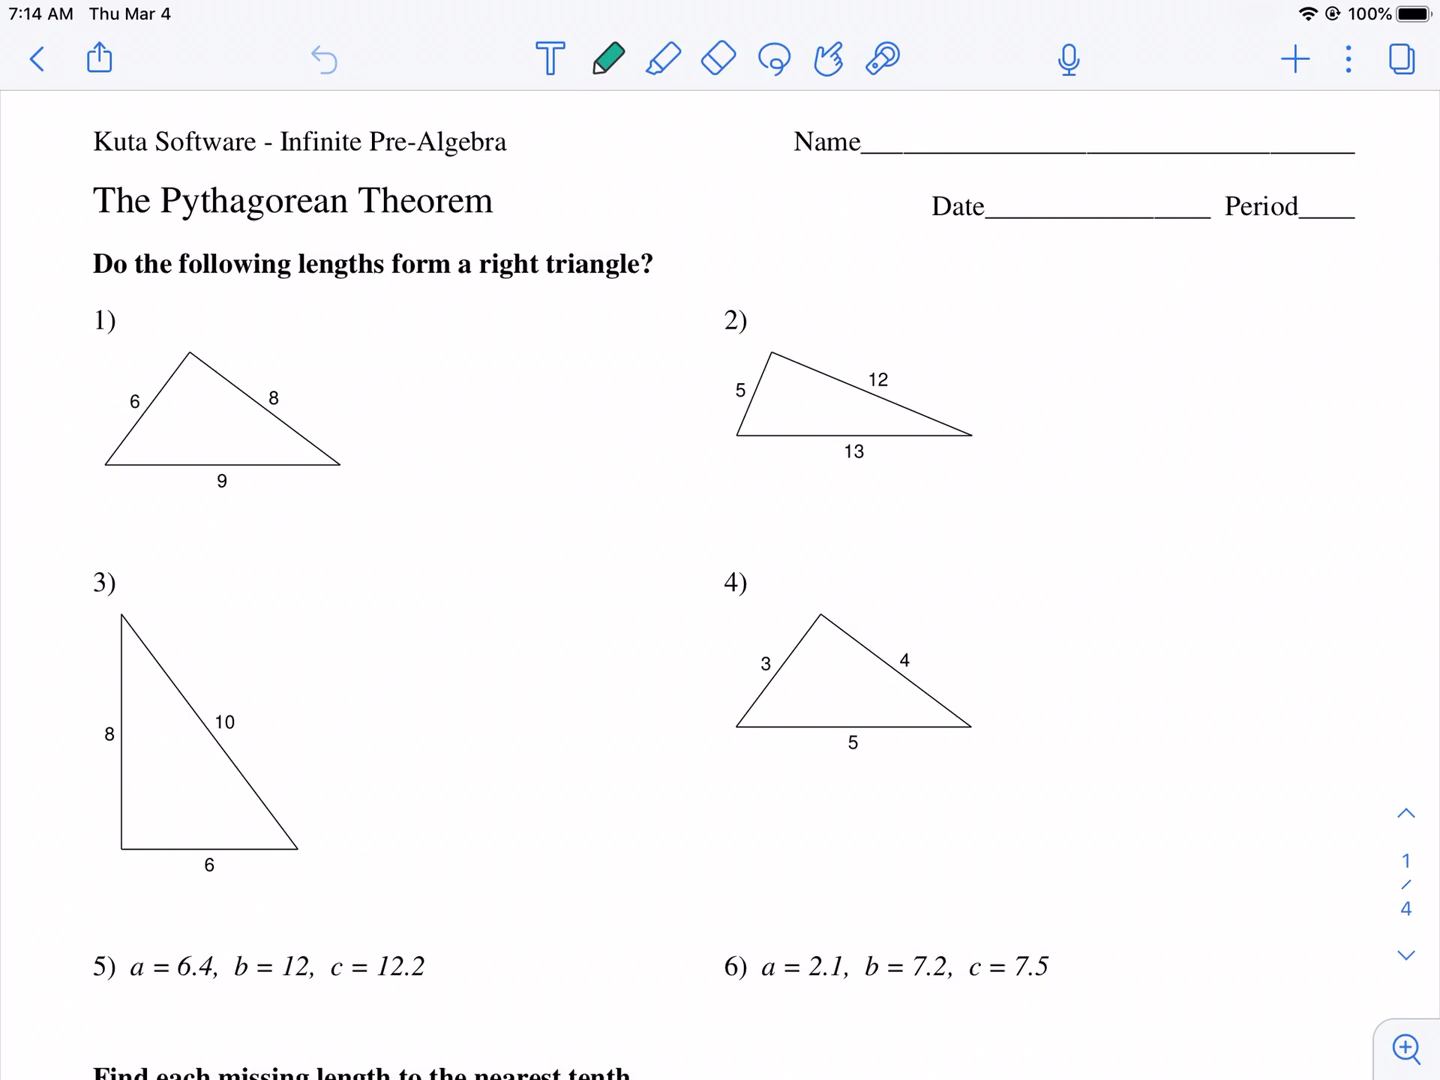 7:14 AM Thu Mar 4
100%
Kuta Software - Infinite Pre-Algebra
Name
The Pythagorean Theorem
Date Period
Do the following lengths form a right triangle?
1)
6
8
9
2)
5
12
13
3)
8
10
6
4)
3
4
5
5) a = 6.4, b = 12, c = 12.2
6) a = 2.1, b = 7.2, c = 7.5
Find each missing length to the nearest tenth
1
/
4